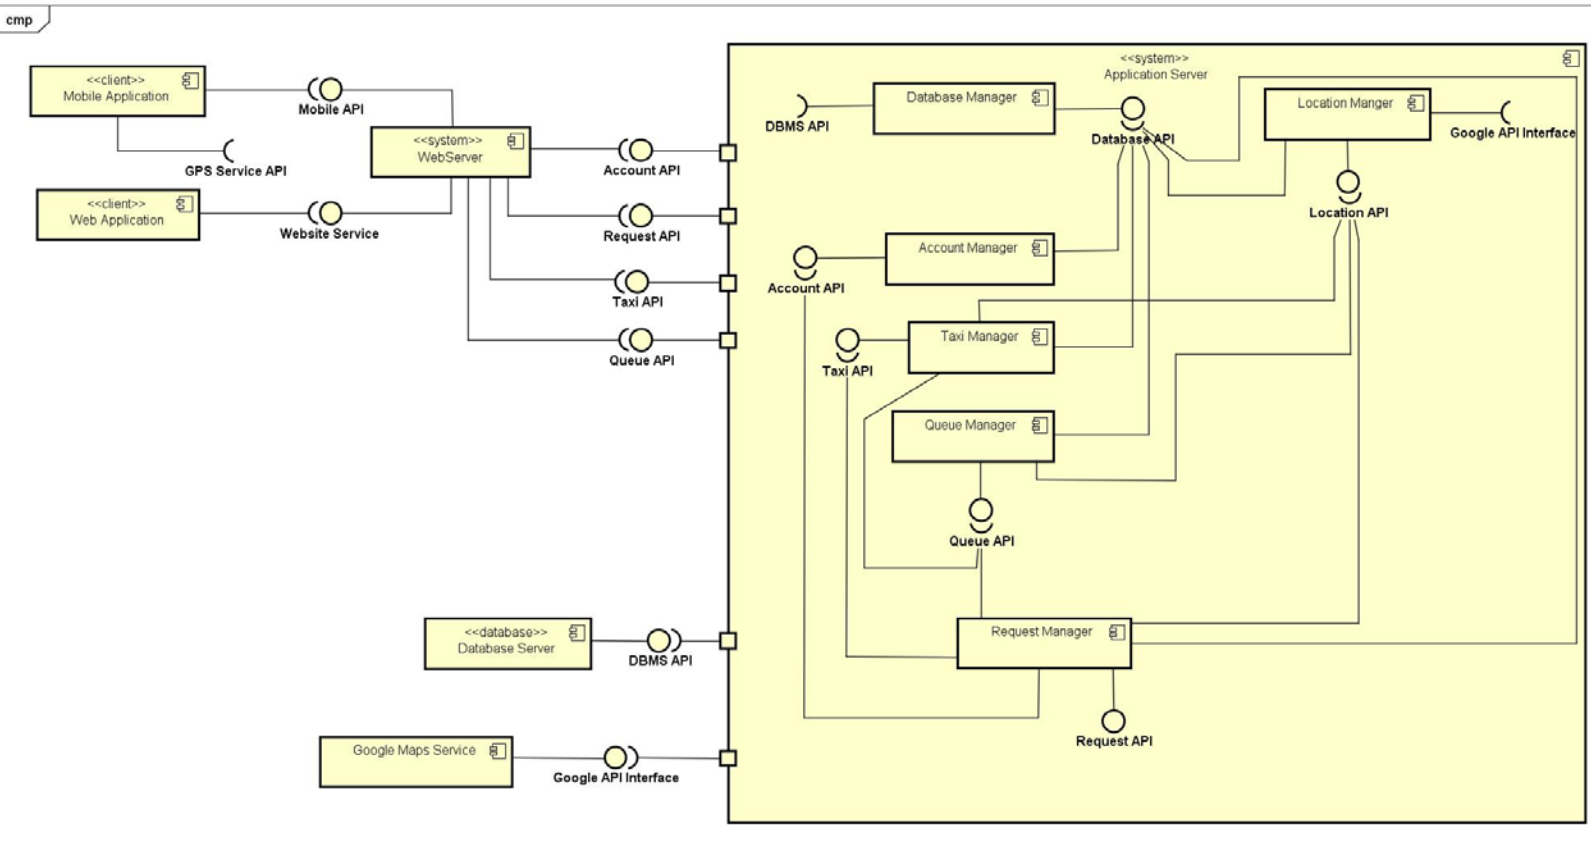 cmp
<<client>>
Mobile Application
Mobile API
GPS Service API
<<client>>
Web Application
Website Service
<<system>>
WebServer
Account API
Request API
Taxi API
Queue API
<<database>>
Database Server
DBMS API
Google Maps Service
Google API Interface
<<system>>
Application Server
DBMS API
Database Manager
Database API
Location Manger
Google API Interface
Location API
Account Manager
Account API
Taxi Manager
Taxi API
Queue Manager
Queue API
Request Manager
Request API